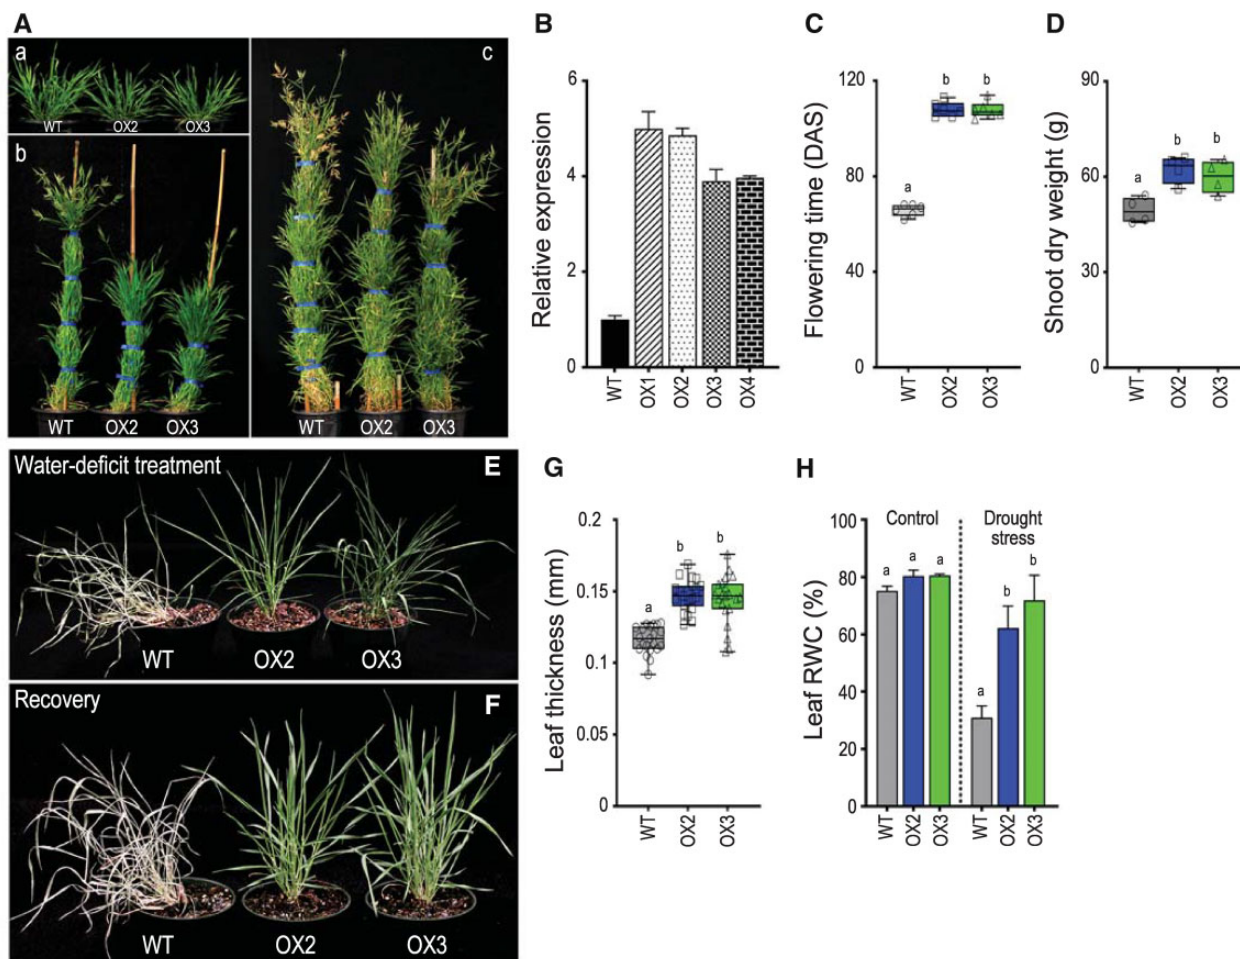 A
a
WT
OX2
OX3
b
WT
OX2
OX3
c
WT
OX2
OX3
B
Relative expression
6
4
2
0
WT
OX1
OX2
OX3
OX4
C
Flowering time (DAS)
120
80
40
0
a
b
b
WT
OX2
OX3
D
Shoot dry weight (g)
90
60
30
0
a
b
b
WT
OX2
OX3
Water-deficit treatment
E
WT
OX2
OX3
Recovery
F
WT
OX2
OX3
G
Leaf thickness (mm)
0.2
0.15
0.1
0.05
0
a
b
b
WT
OX2
OX3
H
Leaf RWC (%)
100
80
60
40
20
0
Control
Drought
stress
a
a
a
a
b
b
WT
OX2
OX3
WT
OX2
OX3